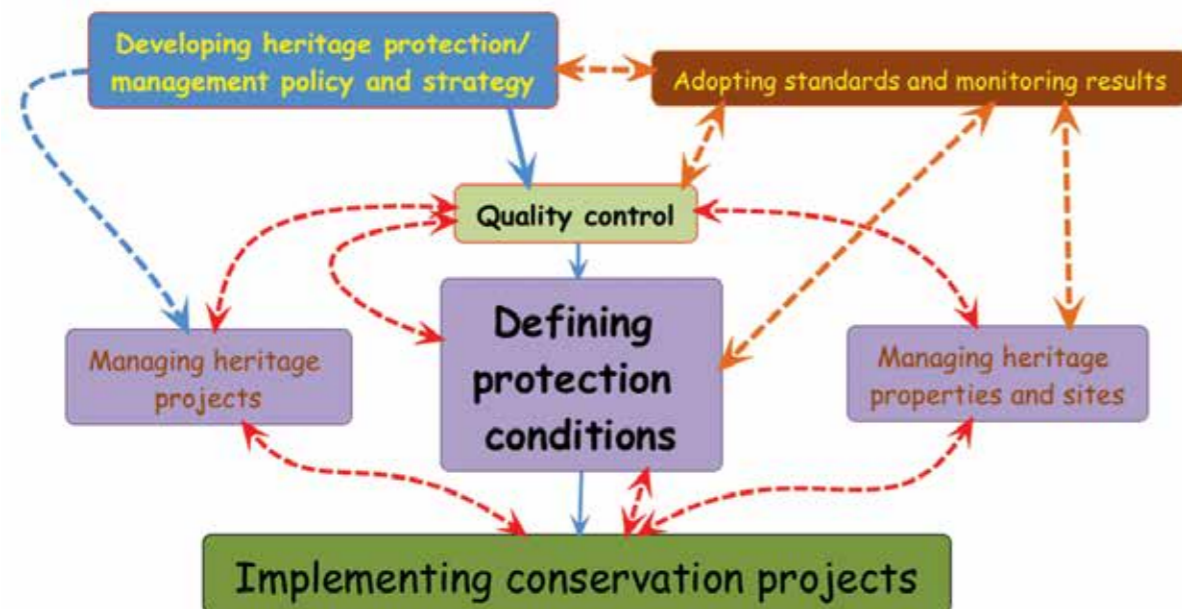 Developing heritage protection/
management policy and strategy
Adopting standards and monitoring results
Quality control
Defining
protection
conditions
Managing heritage
projects
Managing heritage
properties and sites
Implementing conservation projects